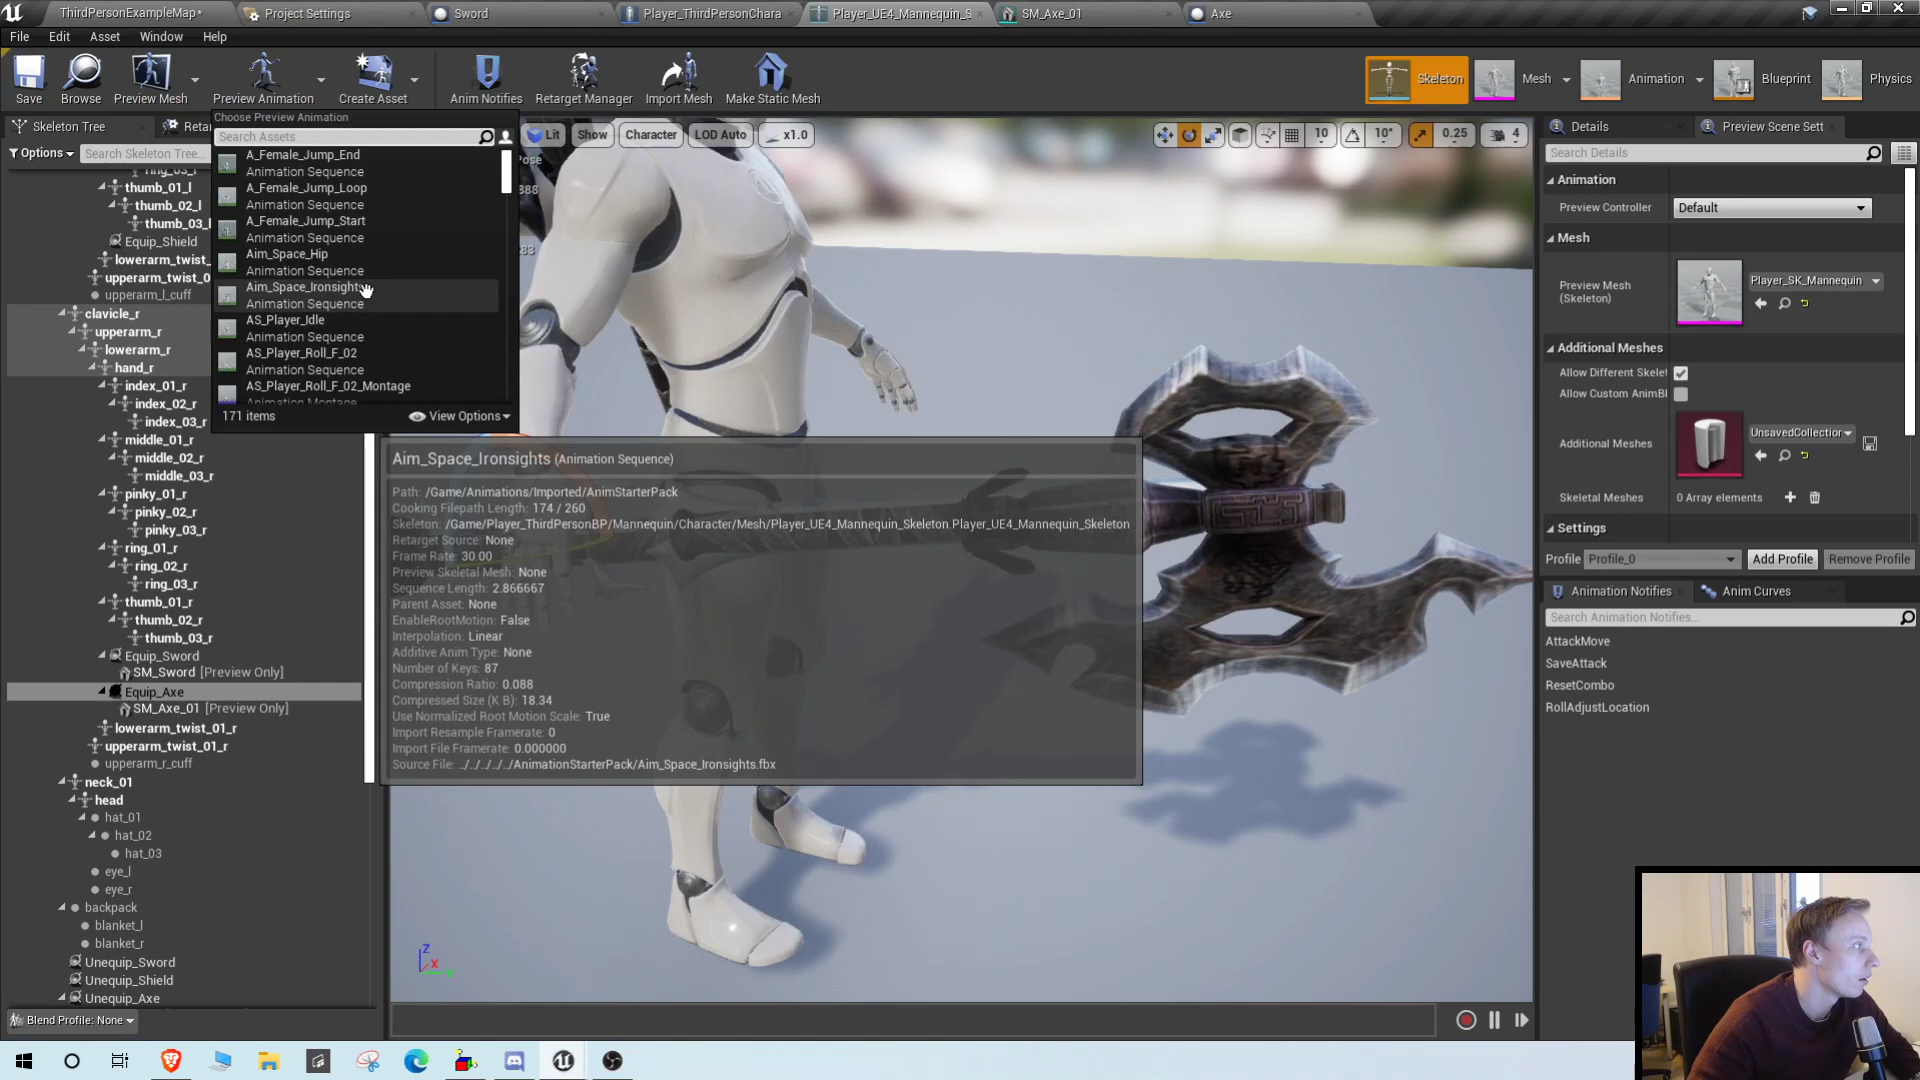 ThirdPersonExampleMap*
Project Settings
Sword
Player_ThirdPersonChara
Player_UE4_Mannequin_S
SM_Axe_01
Axe
File
Edit
Asset
Window
Help
Save
Browse
Preview Mesh
Preview Animation
Create Asset
Anim Notifies
Retarget Manager
Import Mesh
Make Static Mesh
Skeleton
Mesh
Animation
Blueprint
Physics
Skeleton Tree
Retar
Options
Search Skeleton Tree...
Choose Preview Animation
Search Assets
A_Female_Jump_End
Animation Sequence
A_Female_Jump_Loop
Animation Sequence
A_Female_Jump_Start
Animation Sequence
Aim_Space_Hip
Animation Sequence
Aim_Space_Ironsights
Animation Sequence
AS_Player_Idle
Animation Sequence
AS_Player_Roll_F_02
Animation Sequence
AS_Player_Roll_F_02_Montage
Animation Montage
171 items
View Options
Lit
Show
Character
LOD Auto
x1.0
10
10°
0.25
4
Pose
388
283
ring_03_l
thumb_01_l
thumb_02_l
thumb_03_l
Equip_Shield
lowerarm_twist_
upperarm_twist_0
upperarm_l_cuff
clavicle_r
upperarm_r
lowerarm_r
hand_r
index_01_r
index_02_r
index_03_r
middle_01_r
middle_02_r
middle_03_r
pinky_01_r
pinky_02_r
pinky_03_r
ring_01_r
ring_02_r
ring_03_r
thumb_01_r
thumb_02_r
thumb_03_r
Equip_Sword
SM_Sword [Preview Only]
Equip_Axe
SM_Axe_01 [Preview Only]
lowerarm_twist_01_r
upperarm_twist_01_r
upperarm_r_cuff
neck_01
head
hat_01
hat_02
hat_03
eye_l
eye_r
backpack
blanket_l
blanket_r
Unequip_Sword
Unequip_Shield
Unequip_Axe
Blend Profile: None
Aim_Space_Ironsights (Animation Sequence)
Path: /Game/Animations/Imported/AnimStarterPack
Cooking Filepath Length: 174 / 260
Skeleton: /Game/Player_ThirdPersonBP/Mannequin/Character/Mesh/Player_UE4_Mannequin_Skeleton.Player_UE4_Mannequin_Skeleton
Retarget Source: None
Frame Rate: 30.00
Preview Skeletal Mesh: None
Sequence Length: 2.866667
Parent Asset: None
EnableRootMotion: False
Interpolation: Linear
Additive Anim Type: None
Number of Keys: 87
Compression Ratio: 0.088
Compressed Size (K B): 18.34
Use Normalized Root Motion Scale: True
Import Resample Framerate: 0
Import File Framerate: 0.000000
Source File: ../../../../../AnimationStarterPack/Aim_Space_Ironsights.fbx
Z
X
Details
Preview Scene Sett
Search Details
Animation
Preview Controller
Default
Mesh
Preview Mesh
(Skeleton)
Player_SK_Mannequin
Additional Meshes
Allow Different Skelet
Allow Custom AnimBl
Additional Meshes
UnsavedCollection
Skeletal Meshes
0 Array elements
Settings
Profile
Profile_0
Add Profile
Remove Profile
Animation Notifies
Anim Curves
Search Animation Notifies...
AttackMove
SaveAttack
ResetCombo
RollAdjustLocation